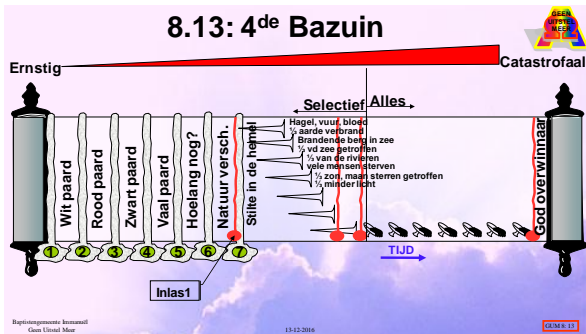 8.13: 4de Bazuin
GEEN
UITSTEL
MEER
Ernstig
Catastrofaal
Selectief
Alles
Wit paard
Rood paard
Zwart paard
Vaal paard
Hoelang nog?
Natuur versch.
Stilte in de hemel
Hagel, vuur, bloed
⅓ aarde verbrand
Brandende berg in zee
⅓ vd zee getroffen
⅓ van de rivieren
vele mensen sterven
⅓ zon, maan sterren getroffen
⅓ minder licht
God overwinnaar
1 2 3 4 5 6 7
TIJD
Inlas1
Baptistengemeente Immanuël
Geen Uitstel Meer
13-12-2016
GUM 8: 13